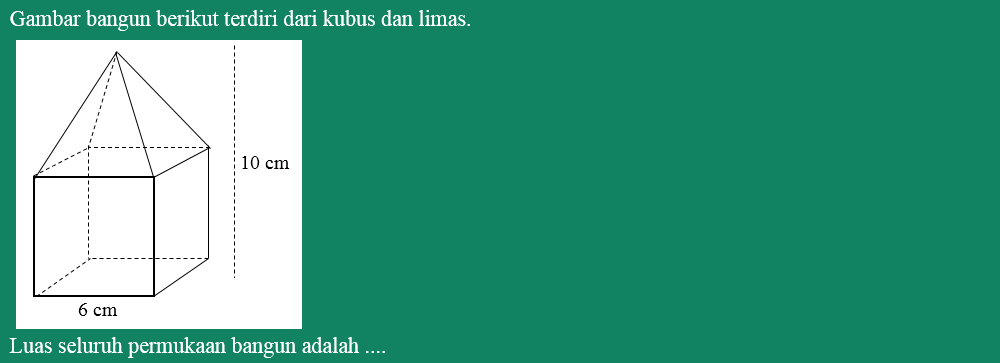 Gambar bangun berikut terdiri dari kubus dan limas.
10 cm
6 cm
Luas seluruh permukaan bangun adalah ....